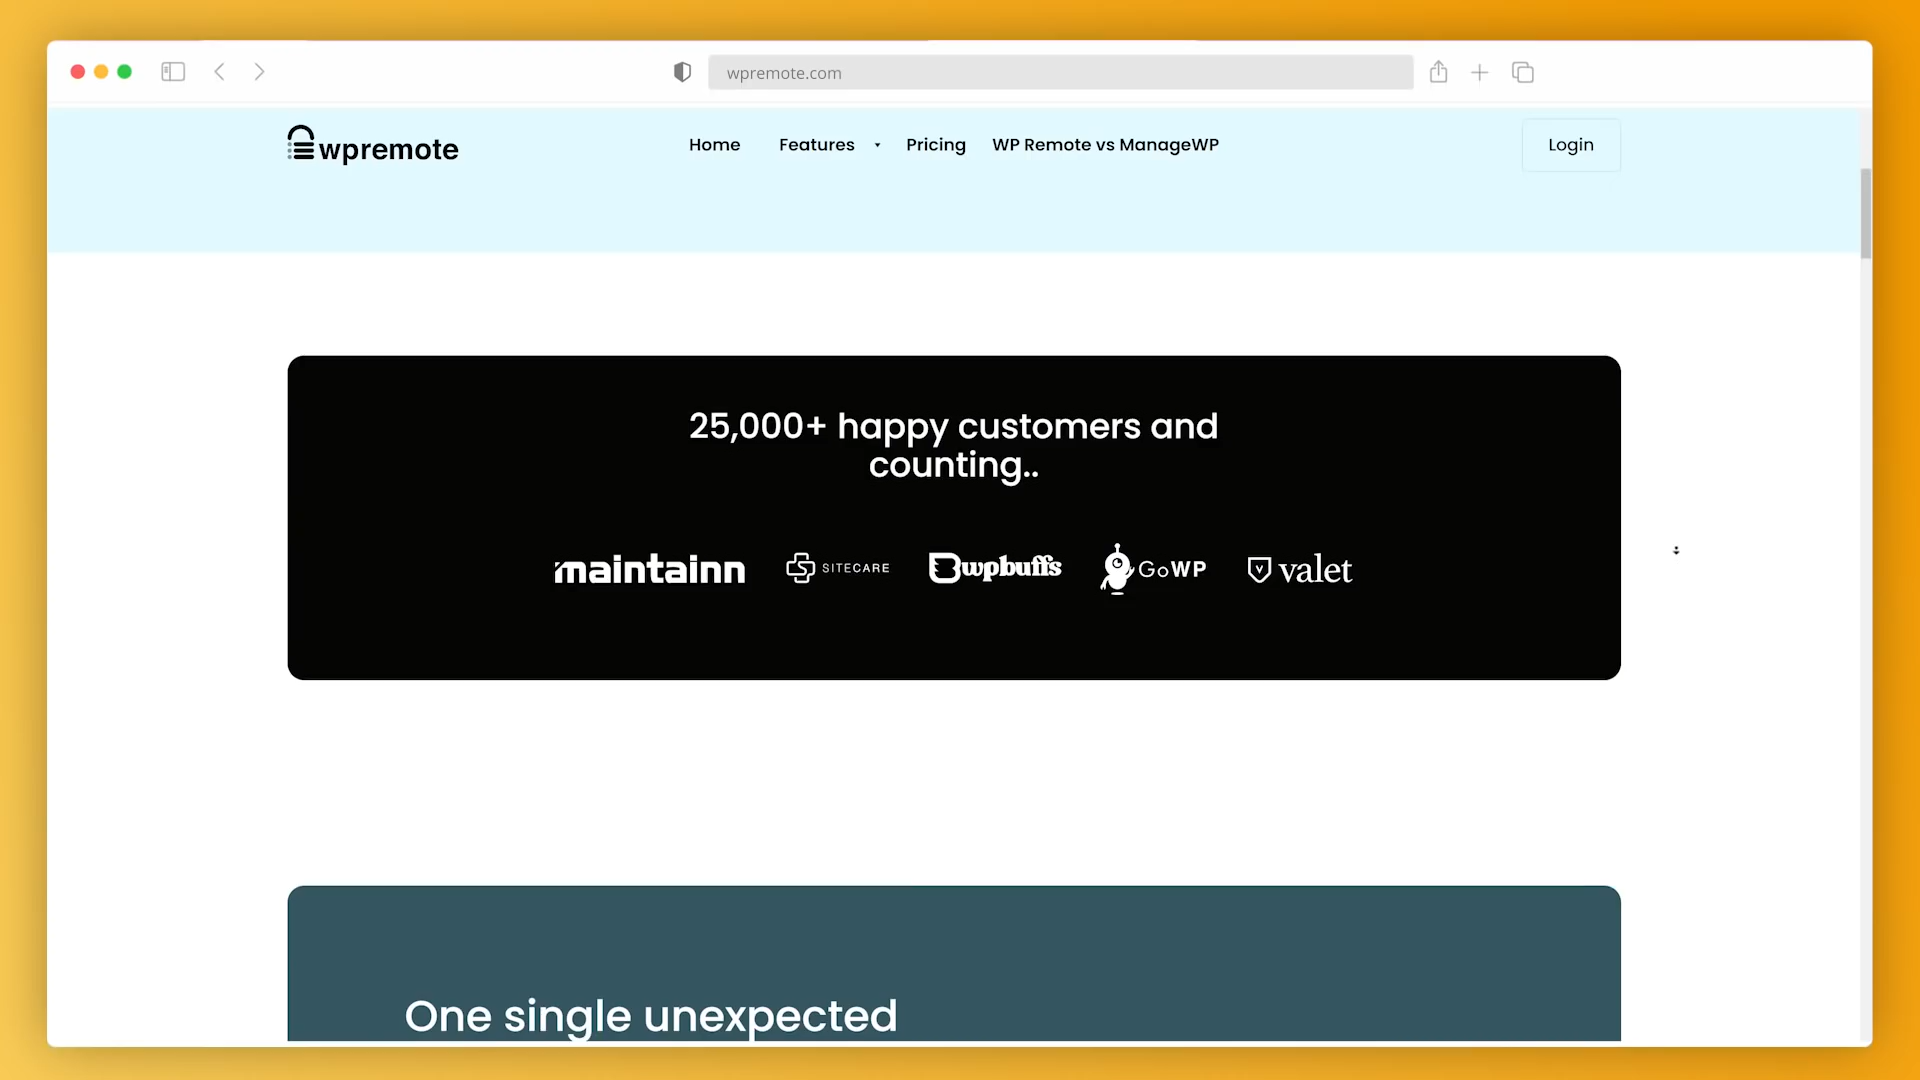 wpremote.com
wpremote
Home Features Pricing WP Remote vs ManageWP
Login
25,000+ happy customers and
counting..
maintainn SITECARE wpbuffs GoWP valet
One single unexpected